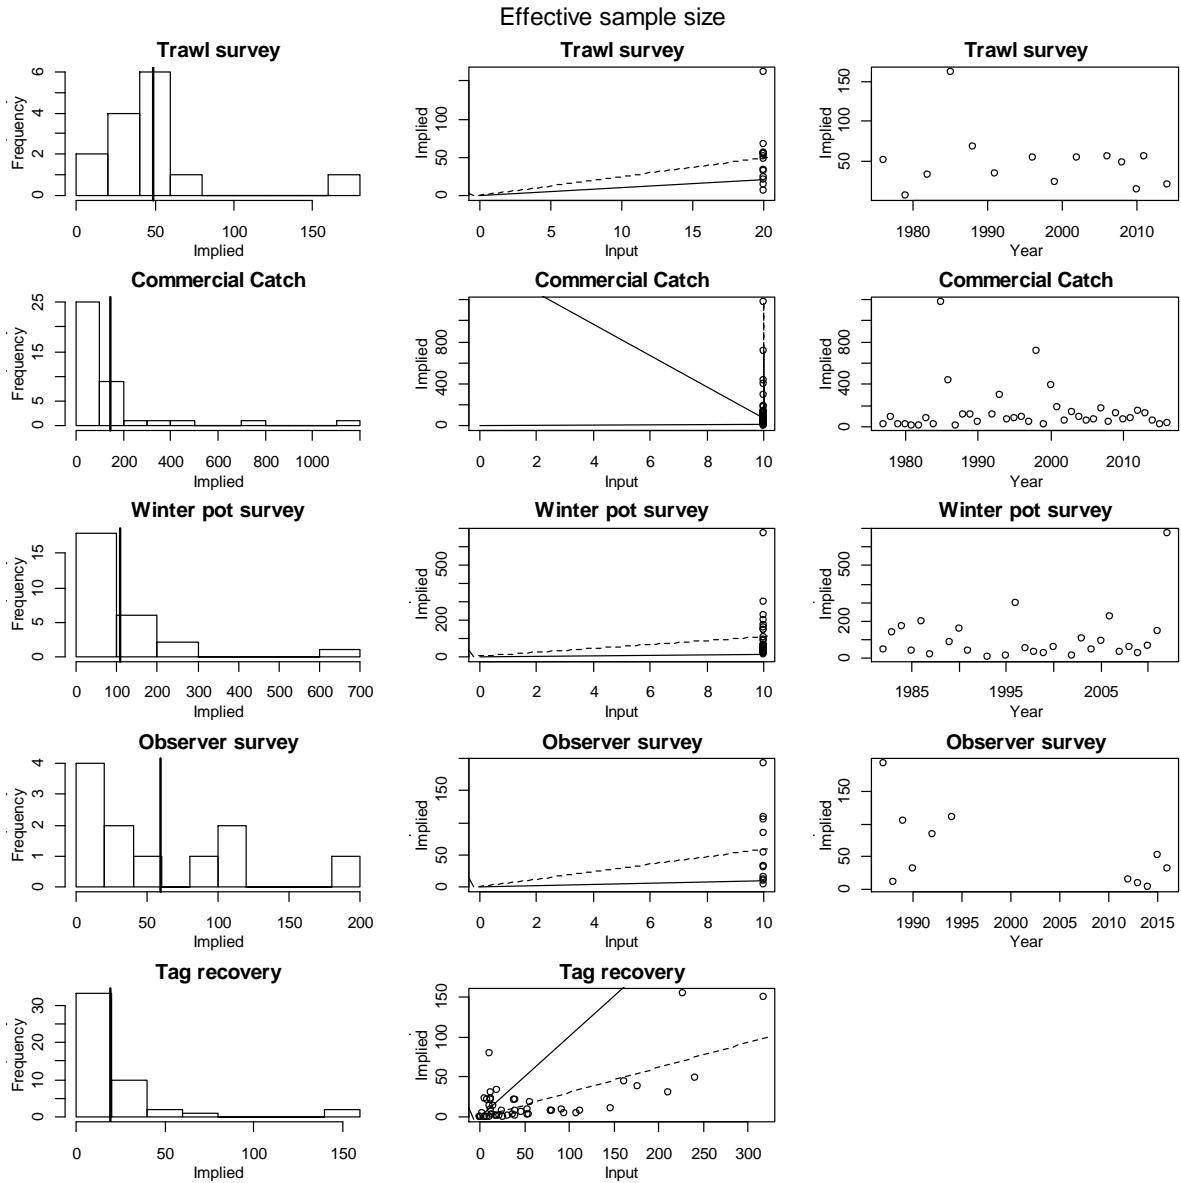 Effective sample size
Trawl survey
Frequency
0 2 4 6
0 50 100 150
Implied
Trawl survey
Implied
0 50 100
0 5 10 15 20
Input
Trawl survey
Implied
50 100 150
1980 1990 2000 2010
Year
Commercial Catch
Frequency
0 5 15 25
0 200 400 600 800 1000
Implied
Commercial Catch
Implied
0 400 800
0 2 4 6 8 10
Input
Commercial Catch
Implied
0 400 800
1980 1990 2000 2010
Year
Winter pot survey
Frequency
0 5 10 15
0 100 200 300 400 500 600 700
Implied
Winter pot survey
Implied
0 200 500
0 2 4 6 8 10
Input
Winter pot survey
Implied
0 200 500
1985 1995 2005
Year
Observer survey
Frequency
0 1 2 3 4
0 50 100 150 200
Implied
Observer survey
Implied
0 50 150
0 2 4 6 8 10
Input
Observer survey
Implied
0 50 150
1990 1995 2000 2005 2010 2015
Year
Tag recovery
Frequency
0 10 20 30
0 50 100 150
Implied
Tag recovery
Implied
0 50 100 150
0 50 100 150 200 250 300
Input